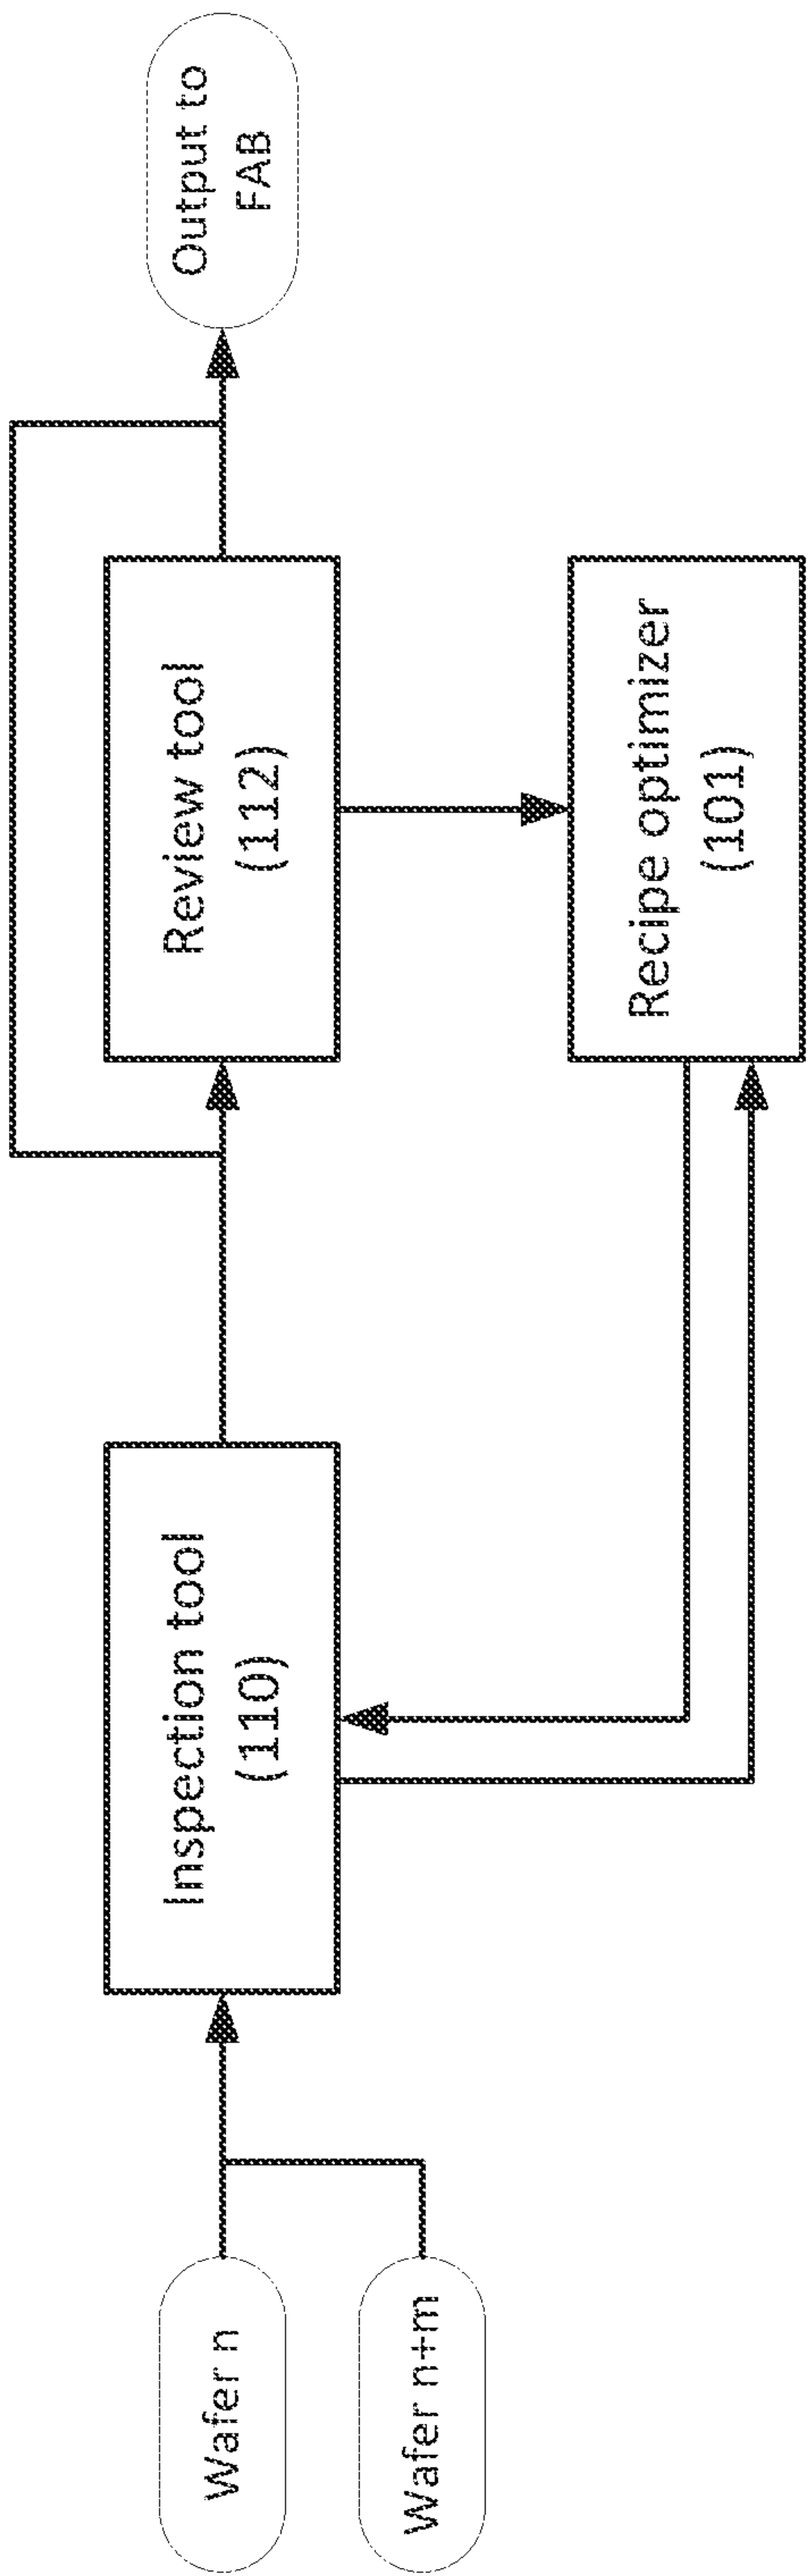 Wafer n
Wafer n+m
Inspection tool
(110)
Review tool
(112)
Recipe optimizer
(101)
Output to
FAB